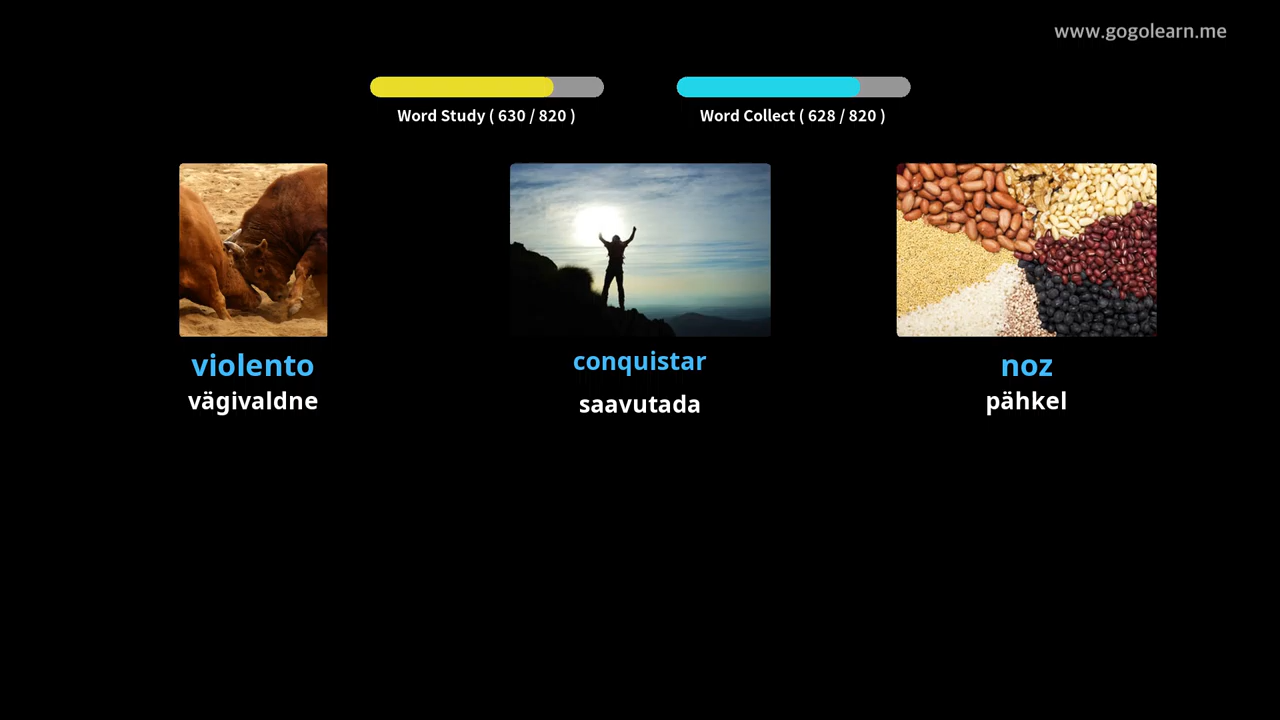 www.gogolearn.me
Word Study ( 630 / 820 )
Word Collect ( 628 / 820 )
violento
vägivaldne
conquistar
saavutada
noz
pähkel